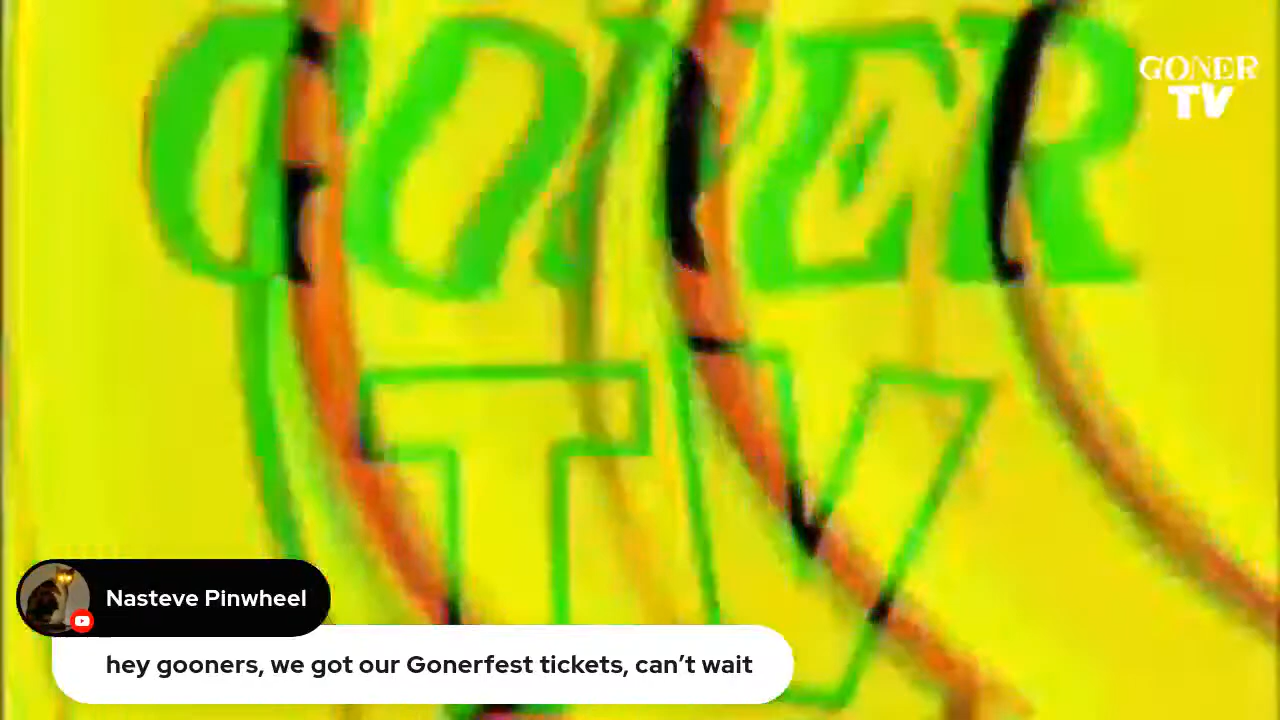 GONER
TV
GONER
TV
Nasteve Pinwheel
hey gooners, we got our Gonerfest tickets, can’t wait